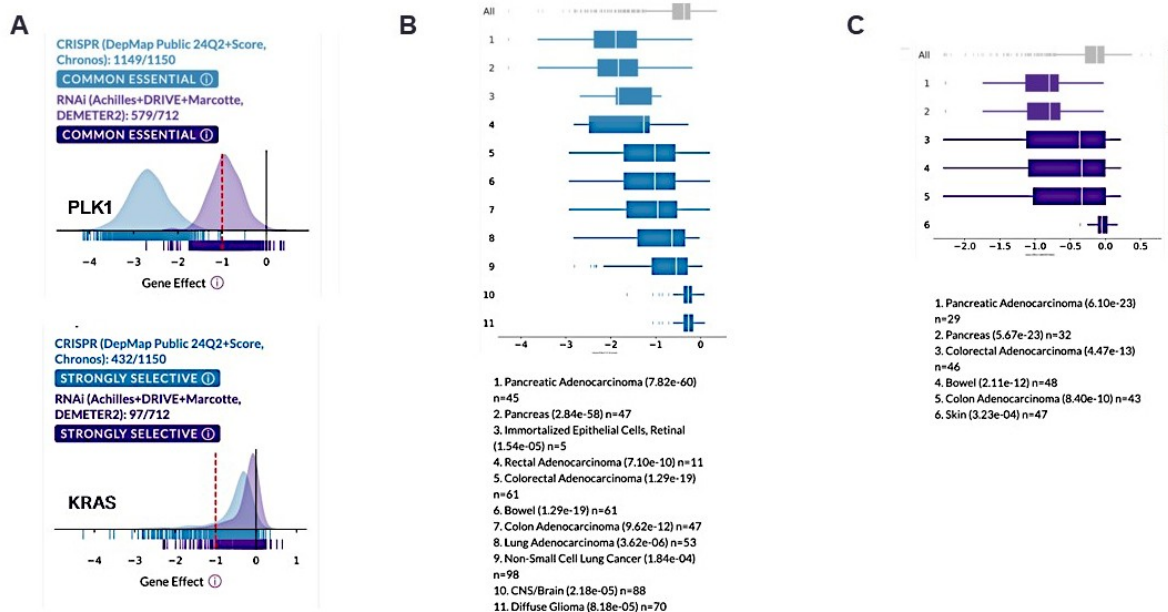 A
CRISPR (DepMap Public 24Q2+Score,
Chronos): 1149/1150
COMMON ESSENTIAL ⓘ
RNAi (Achilles+DRIVE+Marcotte,
DEMETER2): 579/712
COMMON ESSENTIAL ⓘ
PLK1
−4 −3 −2 −1 0
Gene Effect ⓘ
CRISPR (DepMap Public 24Q2+Score,
Chronos): 432/1150
STRONGLY SELECTIVE ⓘ
RNAi (Achilles+DRIVE+Marcotte,
DEMETER2): 97/712
STRONGLY SELECTIVE ⓘ
KRAS
−4 −3 −2 −1 0 1
Gene Effect ⓘ
B
All
1
2
3
4
5
6
7
8
9
10
11
−4 −3 −2 −1 0
1. Pancreatic Adenocarcinoma (7.82e-60)
n=45
2. Pancreas (2.84e-58) n=47
3. Immortalized Epithelial Cells, Retinal
(1.54e-05) n=5
4. Rectal Adenocarcinoma (7.10e-10) n=11
5. Colorectal Adenocarcinoma (1.29e-19)
n=61
6. Bowel (1.29e-19) n=61
7. Colon Adenocarcinoma (9.62e-12) n=47
8. Lung Adenocarcinoma (3.62e-06) n=53
9. Non-Small Cell Lung Cancer (1.84e-04)
n=98
10. CNS/Brain (2.18e-05) n=88
11. Diffuse Glioma (8.18e-05) n=70
C
All
1
2
3
4
5
6
−2.0 −1.5 −1.0 −0.5 0.0 0.5
1. Pancreatic Adenocarcinoma (6.10e-23)
n=29
2. Pancreas (5.67e-23) n=32
3. Colorectal Adenocarcinoma (4.47e-13)
n=46
4. Bowel (2.11e-12) n=48
5. Colon Adenocarcinoma (8.40e-10) n=43
6. Skin (3.23e-04) n=47